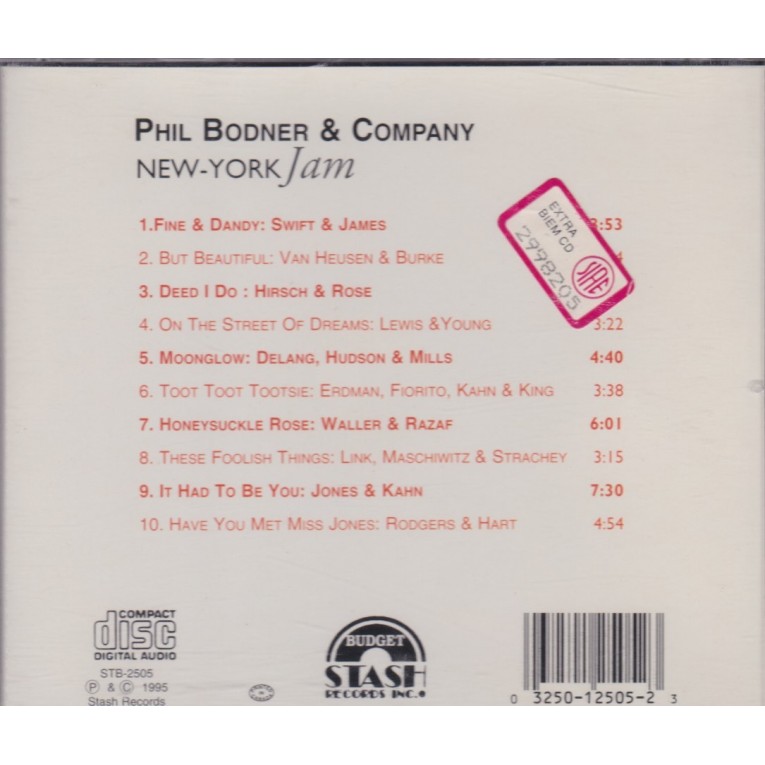 PHIL BODNER & COMPANY
NEW-YORK Jam
1.FINE & DANDY: SWIFT & JAMES :53
2. BUT BEAUTIFUL: VAN HEUSEN & BURKE
3. DEED I DO : HIRSCH & ROSE
4. ON THE STREET OF DREAMS: LEWIS &YOUNG 3:22
5. MOONGLOW: DELANG, HUDSON & MILLS 4:40
6. TOOT TOOT TOOTSIE: ERDMAN, FIORITO, KAHN & KING 3:38
7. HONEYSUCKLE ROSE: WALLER & RAZAF 6:01
8. THESE FOOLISH THINGS: LINK, MASCHIWITZ & STRACHEY 3:15
9. IT HAD TO BE YOU: JONES & KAHN 7:30
10. HAVE YOU MET MISS JONES: RODGERS & HART 4:54
EXTRA
BIEM CD
2998205
SIAE
COMPACT
disc
DIGITAL AUDIO
STB-2505
Ⓟ & © 1995
Stash Records
BUDGET
STASH
RECORDS INC.
0 3250-12505-2 3